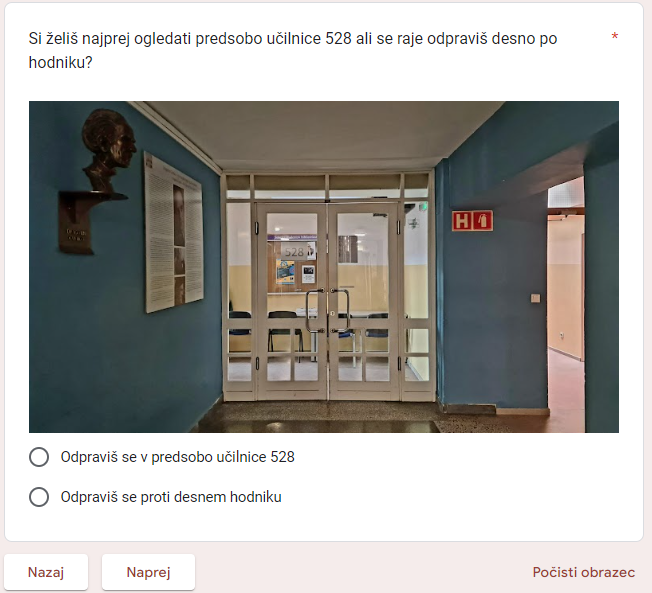 Si želiš najprej ogledati predsobo učilnice 528 ali se raje odpraviš desno po *
hodniku?
528
H
Odpraviš se v predsobo učilnice 528
Odpraviš se proti desnem hodniku
Nazaj
Naprej
Počisti obrazec